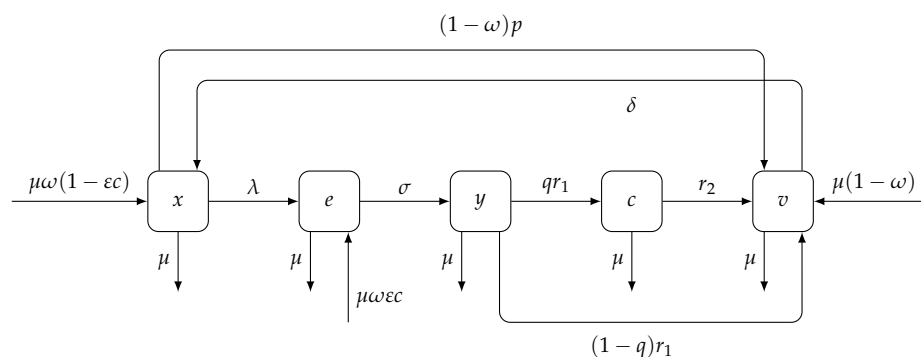 (1 − ω)p
δ
μω(1 − εc)
x
λ
e
σ
y
qr₁
c
r₂
v
μ(1 − ω)
μ
μ
μ
μ
μ
μωεc
(1 − q)r₁